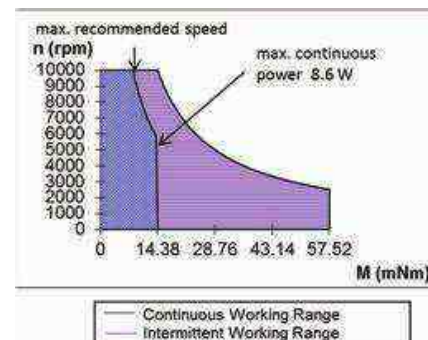 max. recommended speed
n (rpm)
max. continuous
power 8.6 W
10000
9000
8000
7000
6000
5000
4000
3000
2000
1000
0
0 14.38 28.76 43.14 57.52
M (mNm)
Continuous Working Range
Intermittent Working Range